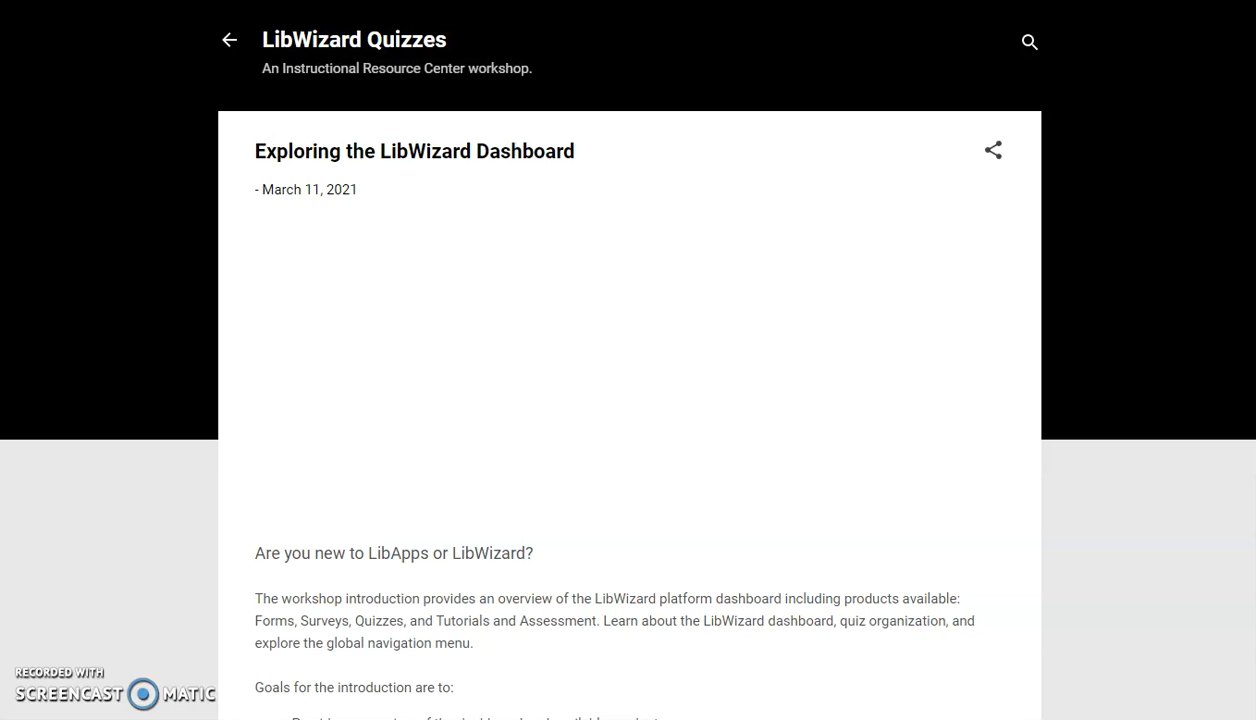 LibWizard Quizzes
An Instructional Resource Center workshop.
Exploring the LibWizard Dashboard
- March 11, 2021
Are you new to LibApps or LibWizard?
The workshop introduction provides an overview of the LibWizard platform dashboard including products available:
Forms, Surveys, Quizzes, and Tutorials and Assessment. Learn about the LibWizard dashboard, quiz organization, and
explore the global navigation menu.
Goals for the introduction are to:
RECORDED WITH
SCREENCAST MATIC